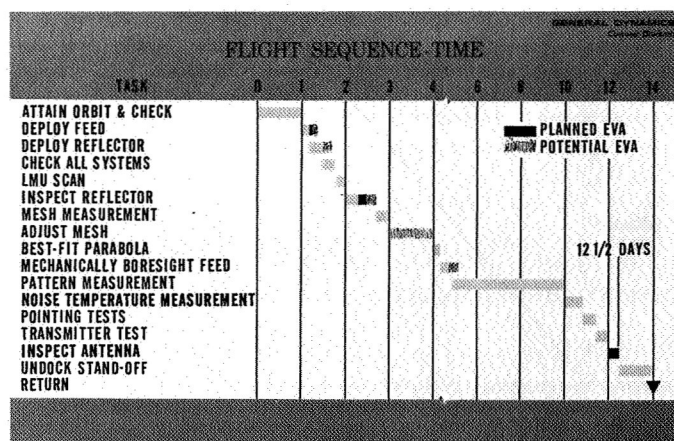 GENERAL DYNAMICS
Convair Division
FLIGHT SEQUENCE-TIME
TASK 0 1 2 3 4 6 8 10 12 14
ATTAIN ORBIT & CHECK
DEPLOY FEED
PLANNED EVA
DEPLOY REFLECTOR
POTENTIAL EVA
CHECK ALL SYSTEMS
LMU SCAN
INSPECT REFLECTOR
MESH MEASUREMENT
ADJUST MESH
BEST-FIT PARABOLA
12 1/2 DAYS
MECHANICALLY BORESIGHT FEED
PATTERN MEASUREMENT
NOISE TEMPERATURE MEASUREMENT
POINTING TESTS
TRANSMITTER TEST
INSPECT ANTENNA
UNDOCK STAND-OFF
RETURN